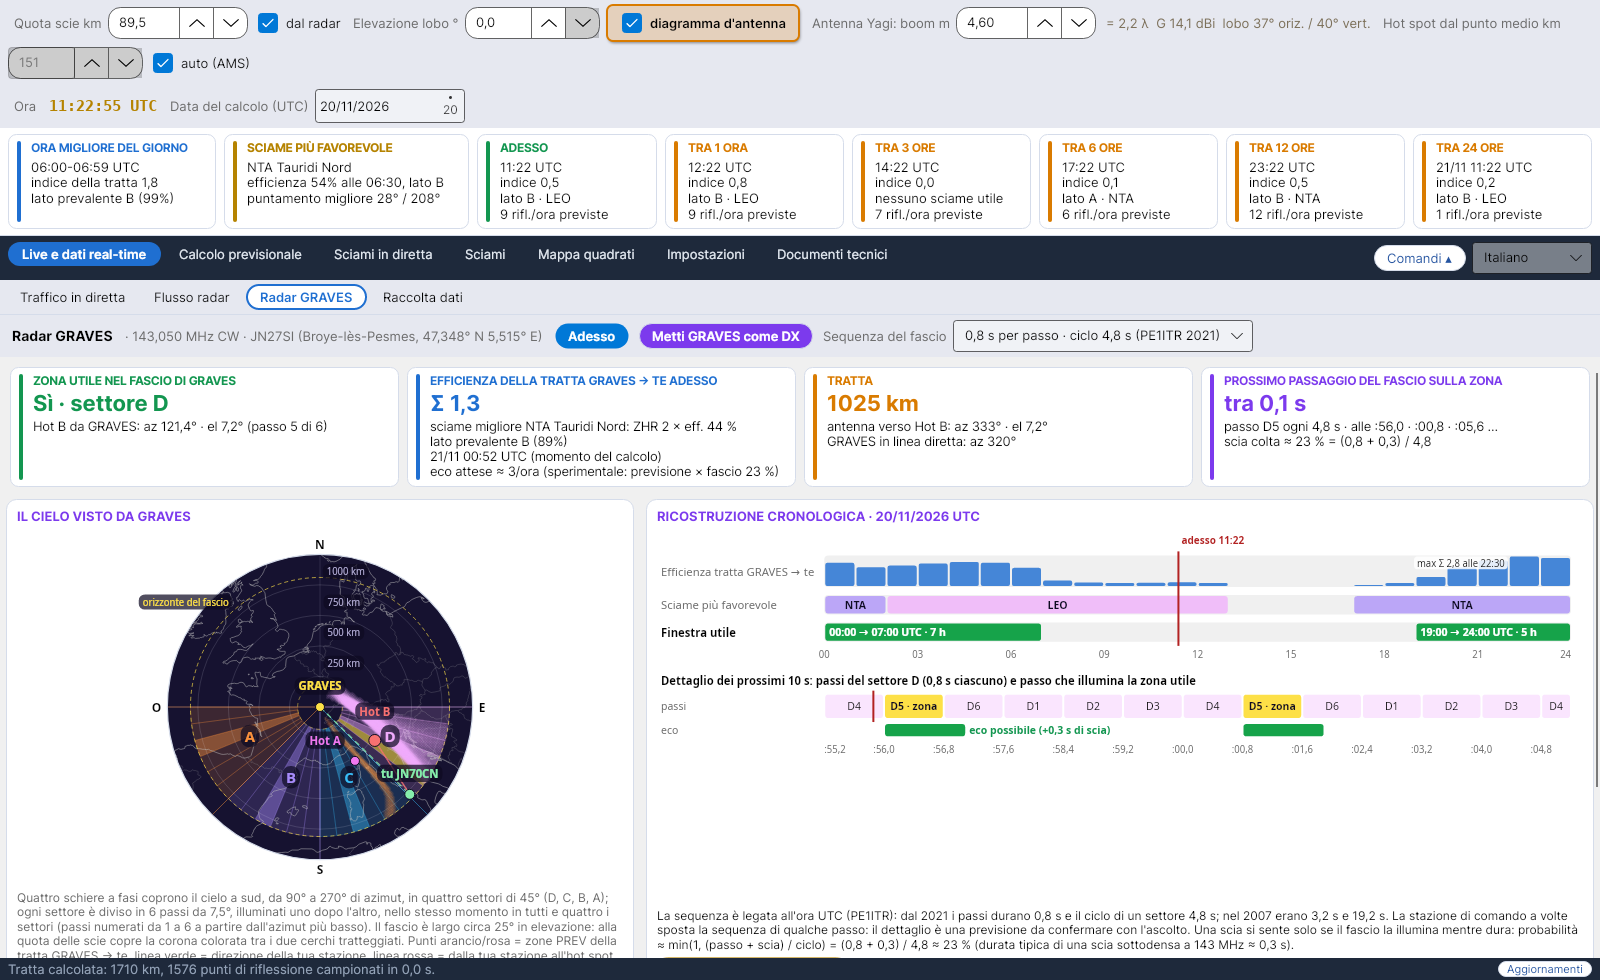 Quota scie km 89,5 dal radar Elevazione lobo ° 0,0 diagramma d'antenna Antenna Yagi: boom m 4,60 = 2,2 λ G 14,1 dBi lobo 37° oriz. / 40° vert. Hot spot dal punto medio km
151 auto (AMS)
Ora 11:22:55 UTC Data del calcolo (UTC) 20/11/2026 20
ORA MIGLIORE DEL GIORNO
06:00-06:59 UTC
indice della tratta 1,8
lato prevalente B (99%)
SCIAME PIÙ FAVOREVOLE
NTA Tauridi Nord
efficienza 54% alle 06:30, lato B
puntamento migliore 28° / 208°
ADESSO
11:22 UTC
indice 0,5
lato B · LEO
9 rifl./ora previste
TRA 1 ORA
12:22 UTC
indice 0,8
lato B · LEO
9 rifl./ora previste
TRA 3 ORE
14:22 UTC
indice 0,0
nessuno sciame utile
7 rifl./ora previste
TRA 6 ORE
17:22 UTC
indice 0,1
lato A · NTA
6 rifl./ora previste
TRA 12 ORE
23:22 UTC
indice 0,5
lato B · NTA
12 rifl./ora previste
TRA 24 ORE
21/11 11:22 UTC
indice 0,2
lato B · LEO
1 rifl./ora previste
Live e dati real-time Calcolo previsionale Sciami in diretta Sciami Mappa quadrati Impostazioni Documenti tecnici Comandi ▴ Italiano
Traffico in diretta Flusso radar Radar GRAVES Raccolta dati
Radar GRAVES · 143,050 MHz CW · JN27SI (Broye-lès-Pesmes, 47,348° N 5,515° E) Adesso Metti GRAVES come DX Sequenza del fascio 0,8 s per passo · ciclo 4,8 s (PE1ITR 2021)
ZONA UTILE NEL FASCIO DI GRAVES
Sì · settore D
Hot B da GRAVES: az 121,4° · el 7,2° (passo 5 di 6)
EFFICIENZA DELLA TRATTA GRAVES → TE ADESSO
Σ 1,3
sciame migliore NTA Tauridi Nord: ZHR 2 × eff. 44 %
lato prevalente B (89%)
21/11 00:52 UTC (momento del calcolo)
eco attese ≈ 3/ora (sperimentale: previsione × fascio 23 %)
TRATTA
1025 km
antenna verso Hot B: az 333° · el 7,2°
GRAVES in linea diretta: az 320°
PROSSIMO PASSAGGIO DEL FASCIO SULLA ZONA
tra 0,1 s
passo D5 ogni 4,8 s · alle :56,0 · :00,8 · :05,6 ...
scia colta ≈ 23 % = (0,8 + 0,3) / 4,8
IL CIELO VISTO DA GRAVES
N
1000 km
orizzonte del fascio
750 km
500 km
250 km
GRAVES
O
E
Hot B
A
Hot A
D
B
C
tu JN70CN
S
Quattro schiere a fasi coprono il cielo a sud, da 90° a 270° di azimut, in quattro settori di 45° (D, C, B, A);
ogni settore è diviso in 6 passi da 7,5°, illuminati uno dopo l'altro, nello stesso momento in tutti e quattro i
settori (passi numerati da 1 a 6 a partire dall'azimut più basso). Il fascio è largo circa 25° in elevazione: alla
quota delle scie copre la corona colorata tra i due cerchi tratteggiati. Punti arancio/rosa = zone PREV della
tratta GRAVES → te, linea verde = direzione della tua stazione, linea rossa = dalla tua stazione all'hot spot
RICOSTRUZIONE CRONOLOGICA · 20/11/2026 UTC
adesso 11:22
Efficienza tratta GRAVES → te
max Σ 2,8 alle 22:30
Sciame più favorevole NTA LEO NTA
Finestra utile 00:00 → 07:00 UTC · 7 h 19:00 → 24:00 UTC · 5 h
00 03 06 09 12 15 18 21 24
Dettaglio dei prossimi 10 s: passi del settore D (0,8 s ciascuno) e passo che illumina la zona utile
passi D4 D5 · zona D6 D1 D2 D3 D4 D5 · zona D6 D1 D2 D3 D4
eco eco possibile (+0,3 s di scia)
:55,2 :56,0 :56,8 :57,6 :58,4 :59,2 :00,0 :00,8 :01,6 :02,4 :03,2 :04,0 :04,8
La sequenza è legata all'ora UTC (PE1ITR): dal 2021 i passi durano 0,8 s e il ciclo di un settore 4,8 s; nel 2007 erano 3,2 s e 19,2 s. La stazione di comando a volte
sposta la sequenza di qualche passo: il dettaglio è una previsione da confermare con l'ascolto. Una scia si sente solo se il fascio la illumina mentre dura: probabilità
≈ min(1, (passo + scia) / ciclo) = (0,8 + 0,3) / 4,8 ≈ 23 % (durata tipica di una scia sottodensa a 143 MHz ≈ 0,3 s).
Tratta calcolata: 1710 km, 1576 punti di riflessione campionati in 0,0 s. Aggiornamenti